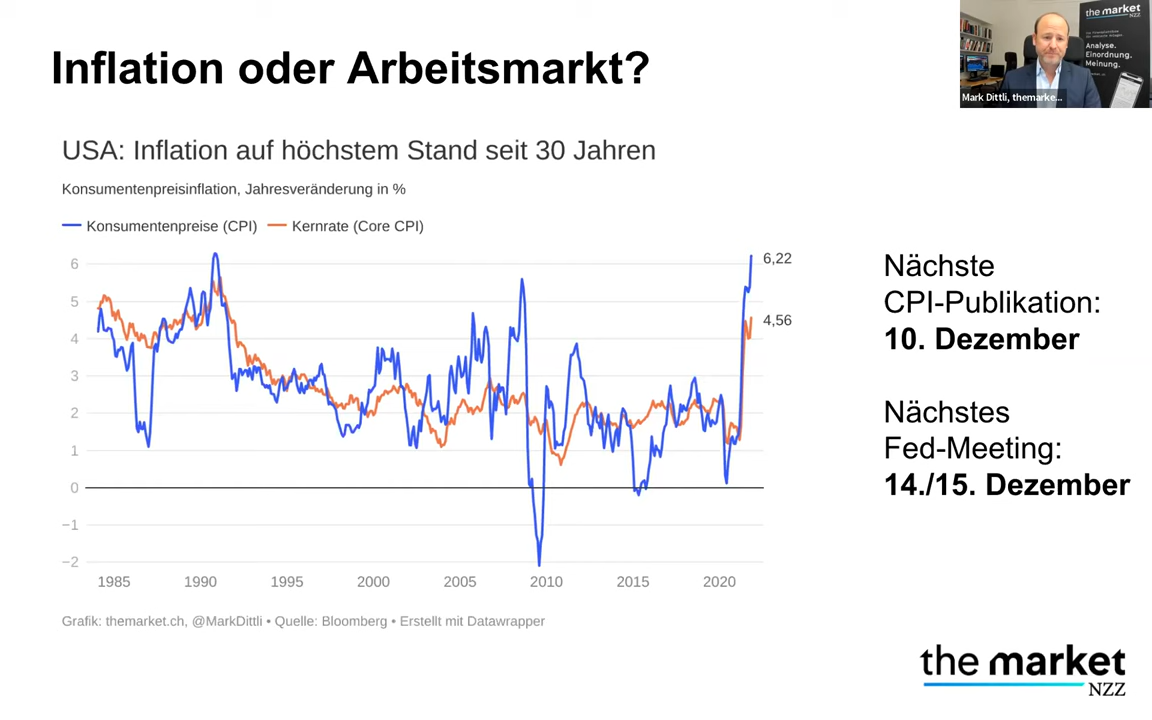 Inflation oder Arbeitsmarkt?
USA: Inflation auf höchstem Stand seit 30 Jahren
Konsumentenpreisinflation, Jahresveränderung in %
Konsumentenpreise (CPI) Kernrate (Core CPI)
6
5
4
3
2
1
0
−1
−2
6,22
4,56
1985 1990 1995 2000 2005 2010 2015 2020
Grafik: themarket.ch, @MarkDittli • Quelle: Bloomberg • Erstellt mit Datawrapper
Nächste
CPI-Publikation:
10. Dezember
Nächstes
Fed-Meeting:
14./15. Dezember
the market
NZZ
Analyse.
Einordnung,
Meinung.
Mark Dittli, themarke...
the market
NZZ